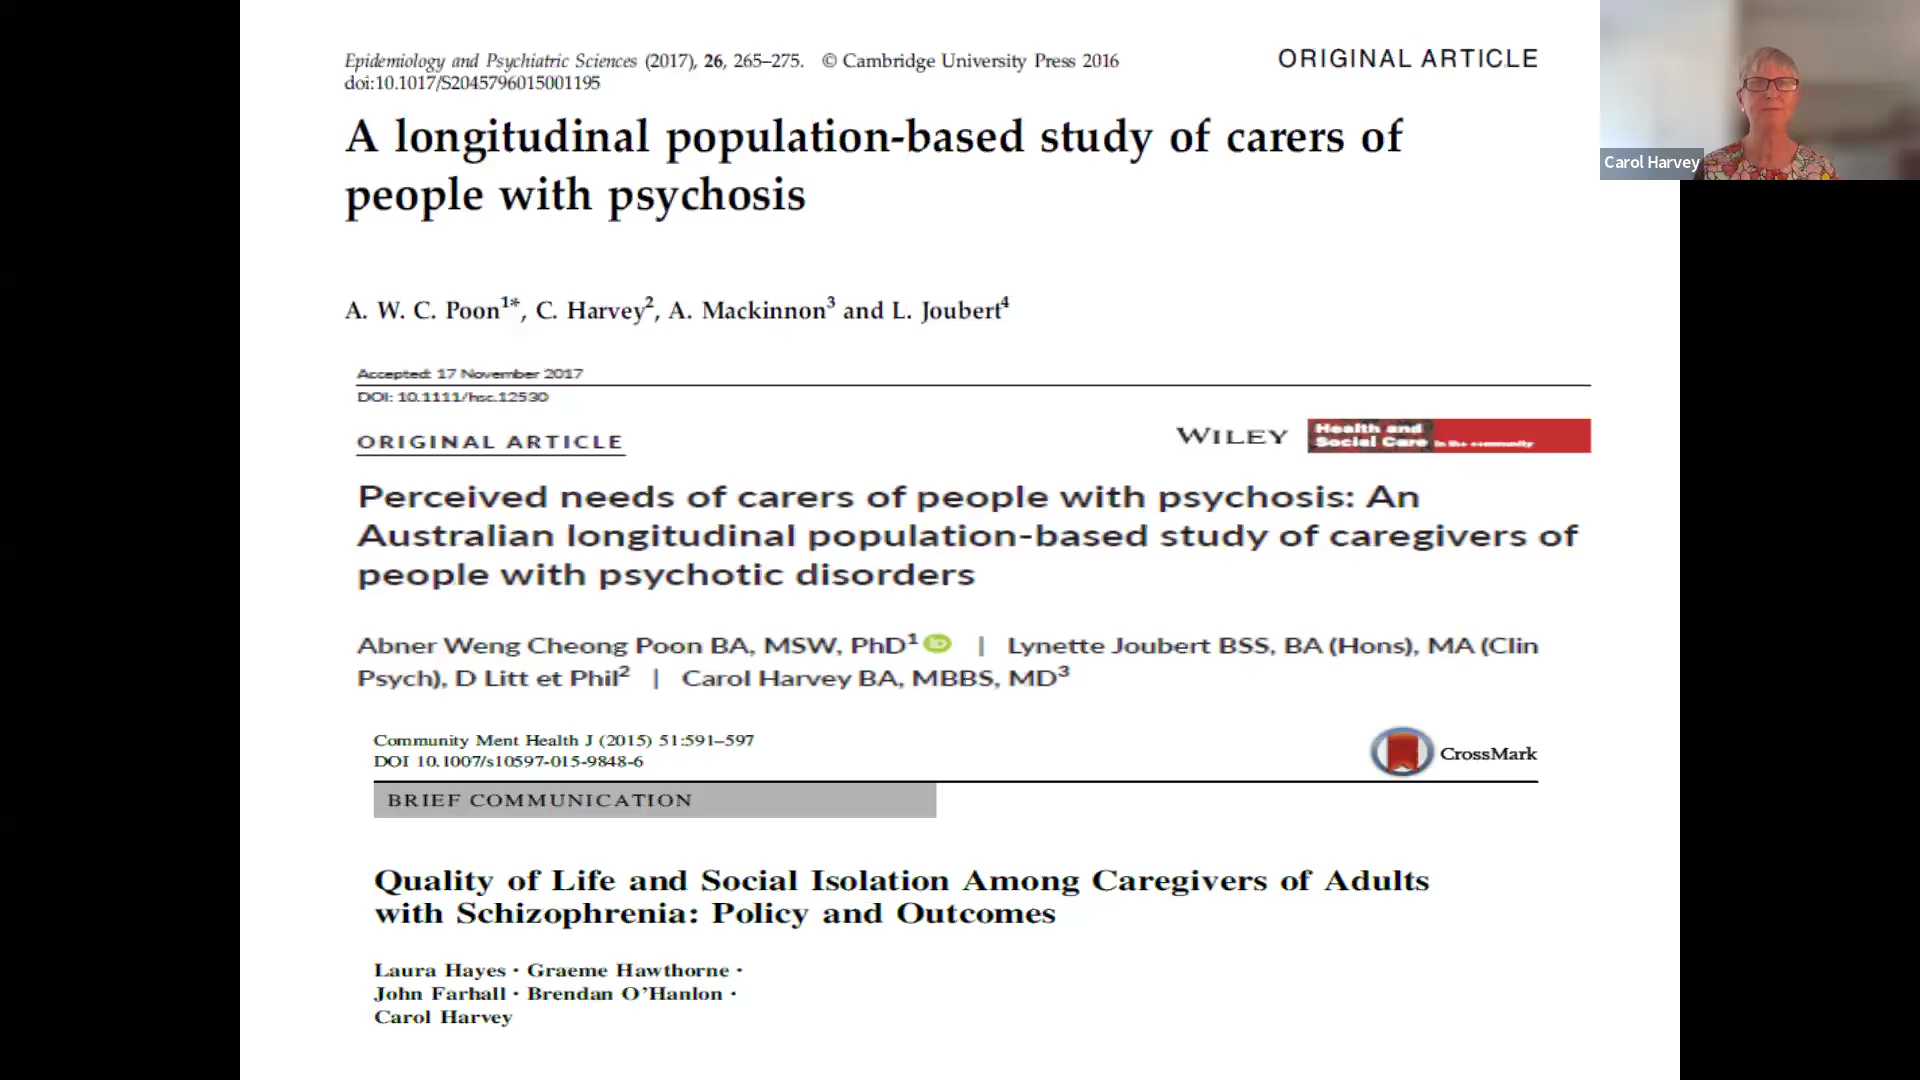 Epidemiology and Psychiatric Sciences (2017), 26, 265–275. © Cambridge University Press 2016
doi:10.1017/S2045796015001195
ORIGINAL ARTICLE
A longitudinal population-based study of carers of
people with psychosis
A. W. C. Poon1*, C. Harvey2, A. Mackinnon3 and L. Joubert4
Carol Harvey
Accepted: 17 November 2017
DOI: 10.1111/hsc.12530
ORIGINAL ARTICLE
WILEY
Health and
Social Care in the community
Perceived needs of carers of people with psychosis: An
Australian longitudinal population-based study of caregivers of
people with psychotic disorders
Abner Weng Cheong Poon BA, MSW, PhD1 iD | Lynette Joubert BSS, BA (Hons), MA (Clin
Psych), D Litt et Phil2 | Carol Harvey BA, MBBS, MD3
Community Ment Health J (2015) 51:591–597
DOI 10.1007/s10597-015-9848-6
CrossMark
BRIEF COMMUNICATION
Quality of Life and Social Isolation Among Caregivers of Adults
with Schizophrenia: Policy and Outcomes
Laura Hayes · Graeme Hawthorne ·
John Farhall · Brendan O'Hanlon ·
Carol Harvey